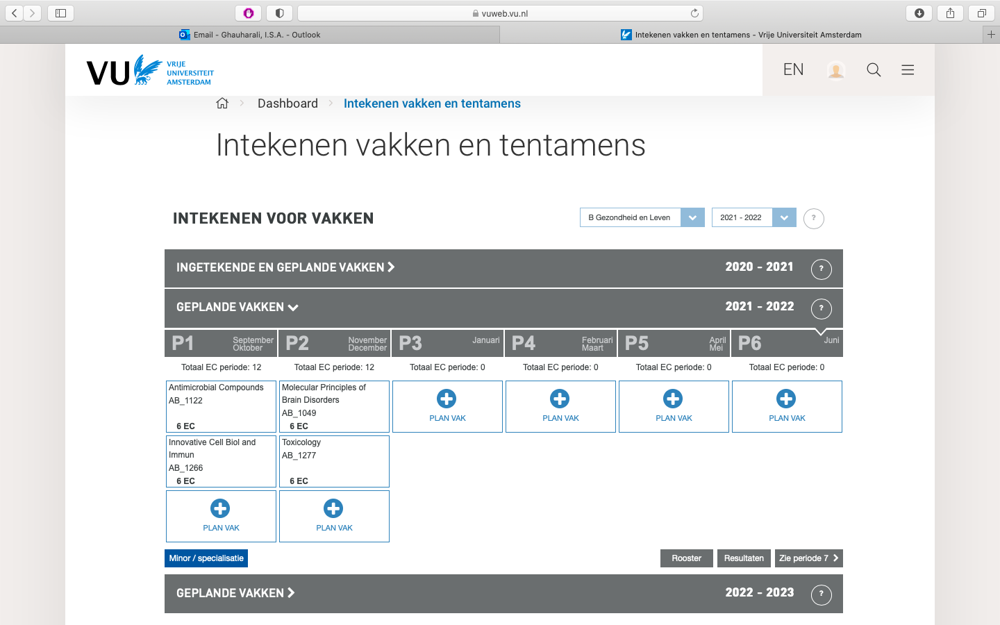 vuweb.vu.nl
Email - Ghauharali, I.S.A. - Outlook
Intekenen vakken en tentamens - Vrije Universiteit Amsterdam
VU VRIJE
UNIVERSITEIT
AMSTERDAM
EN
Dashboard Intekenen vakken en tentamens
Intekenen vakken en tentamens
INTEKENEN VOOR VAKKEN
B Gezondheid en Leven
2021 - 2022
?
INGETEKENDE EN GEPLANDE VAKKEN
2020 - 2021
?
GEPLANDE VAKKEN
2021 - 2022
?
P1 September
Oktober
P2 November
December
P3 Januari
P4 Februari
Maart
P5 April
Mei
P6 Juni
Totaal EC periode: 12
Totaal EC periode: 12
Totaal EC periode: 0
Totaal EC periode: 0
Totaal EC periode: 0
Totaal EC periode: 0
Antimicrobial Compounds
AB_1122
6 EC
Molecular Principles of
Brain Disorders
AB_1049
6 EC
PLAN VAK
PLAN VAK
PLAN VAK
PLAN VAK
Innovative Cell Biol and
Immun
AB_1266
6 EC
Toxicology
AB_1277
6 EC
PLAN VAK
PLAN VAK
Minor / specialisatie
Rooster
Resultaten
Zie periode 7
GEPLANDE VAKKEN
2022 - 2023
?